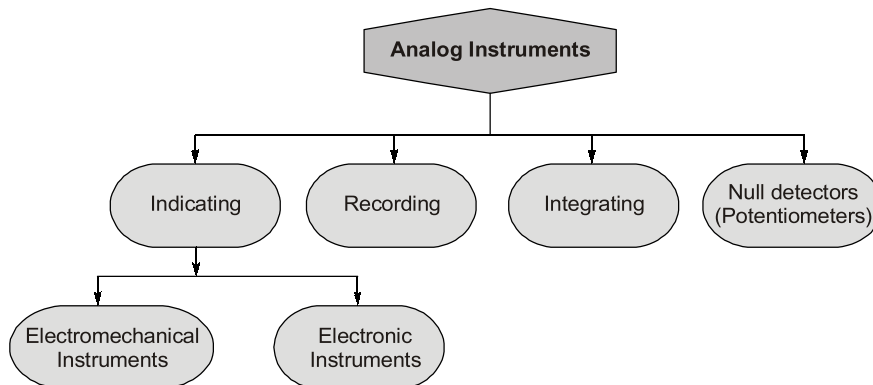 Analog Instruments
Indicating
Recording
Integrating
Null detectors
(Potentiometers)
Electromechanical
Instruments
Electronic
Instruments